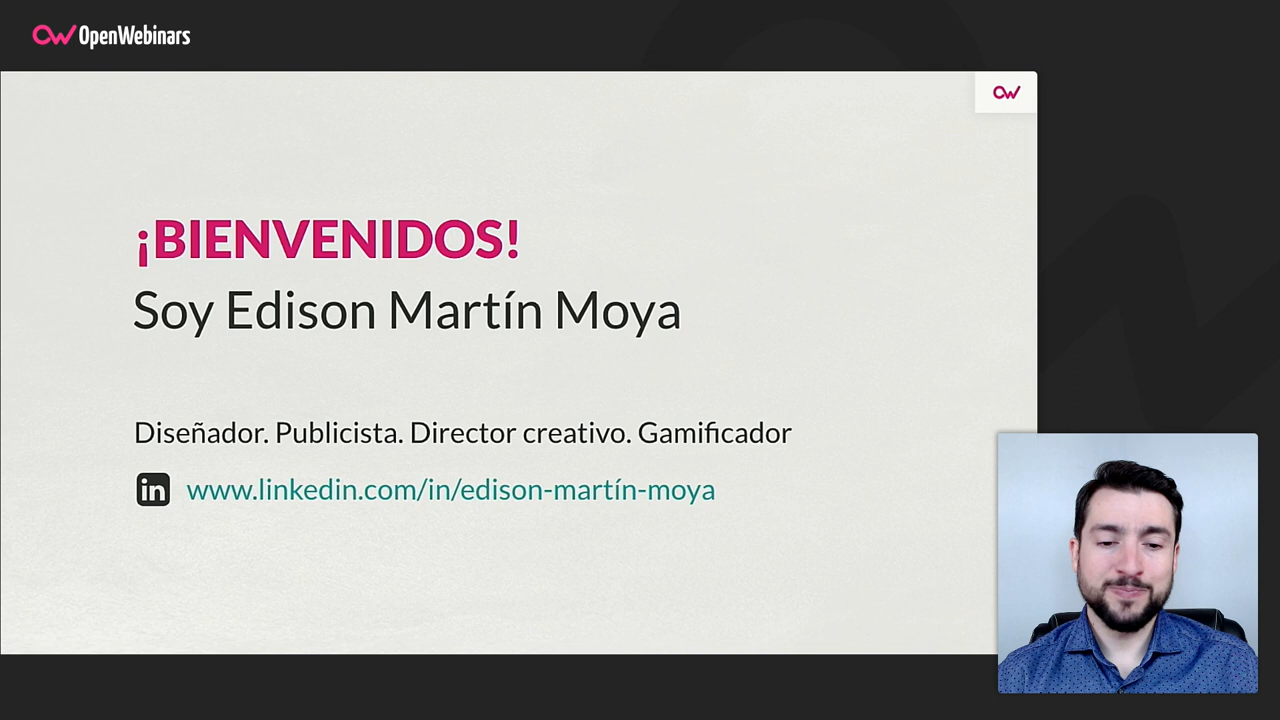 OpenWebinars
¡BIENVENIDOS!
Soy Edison Martín Moya
Diseñador. Publicista. Director creativo. Gamificador
in www.linkedin.com/in/edison-martín-moya